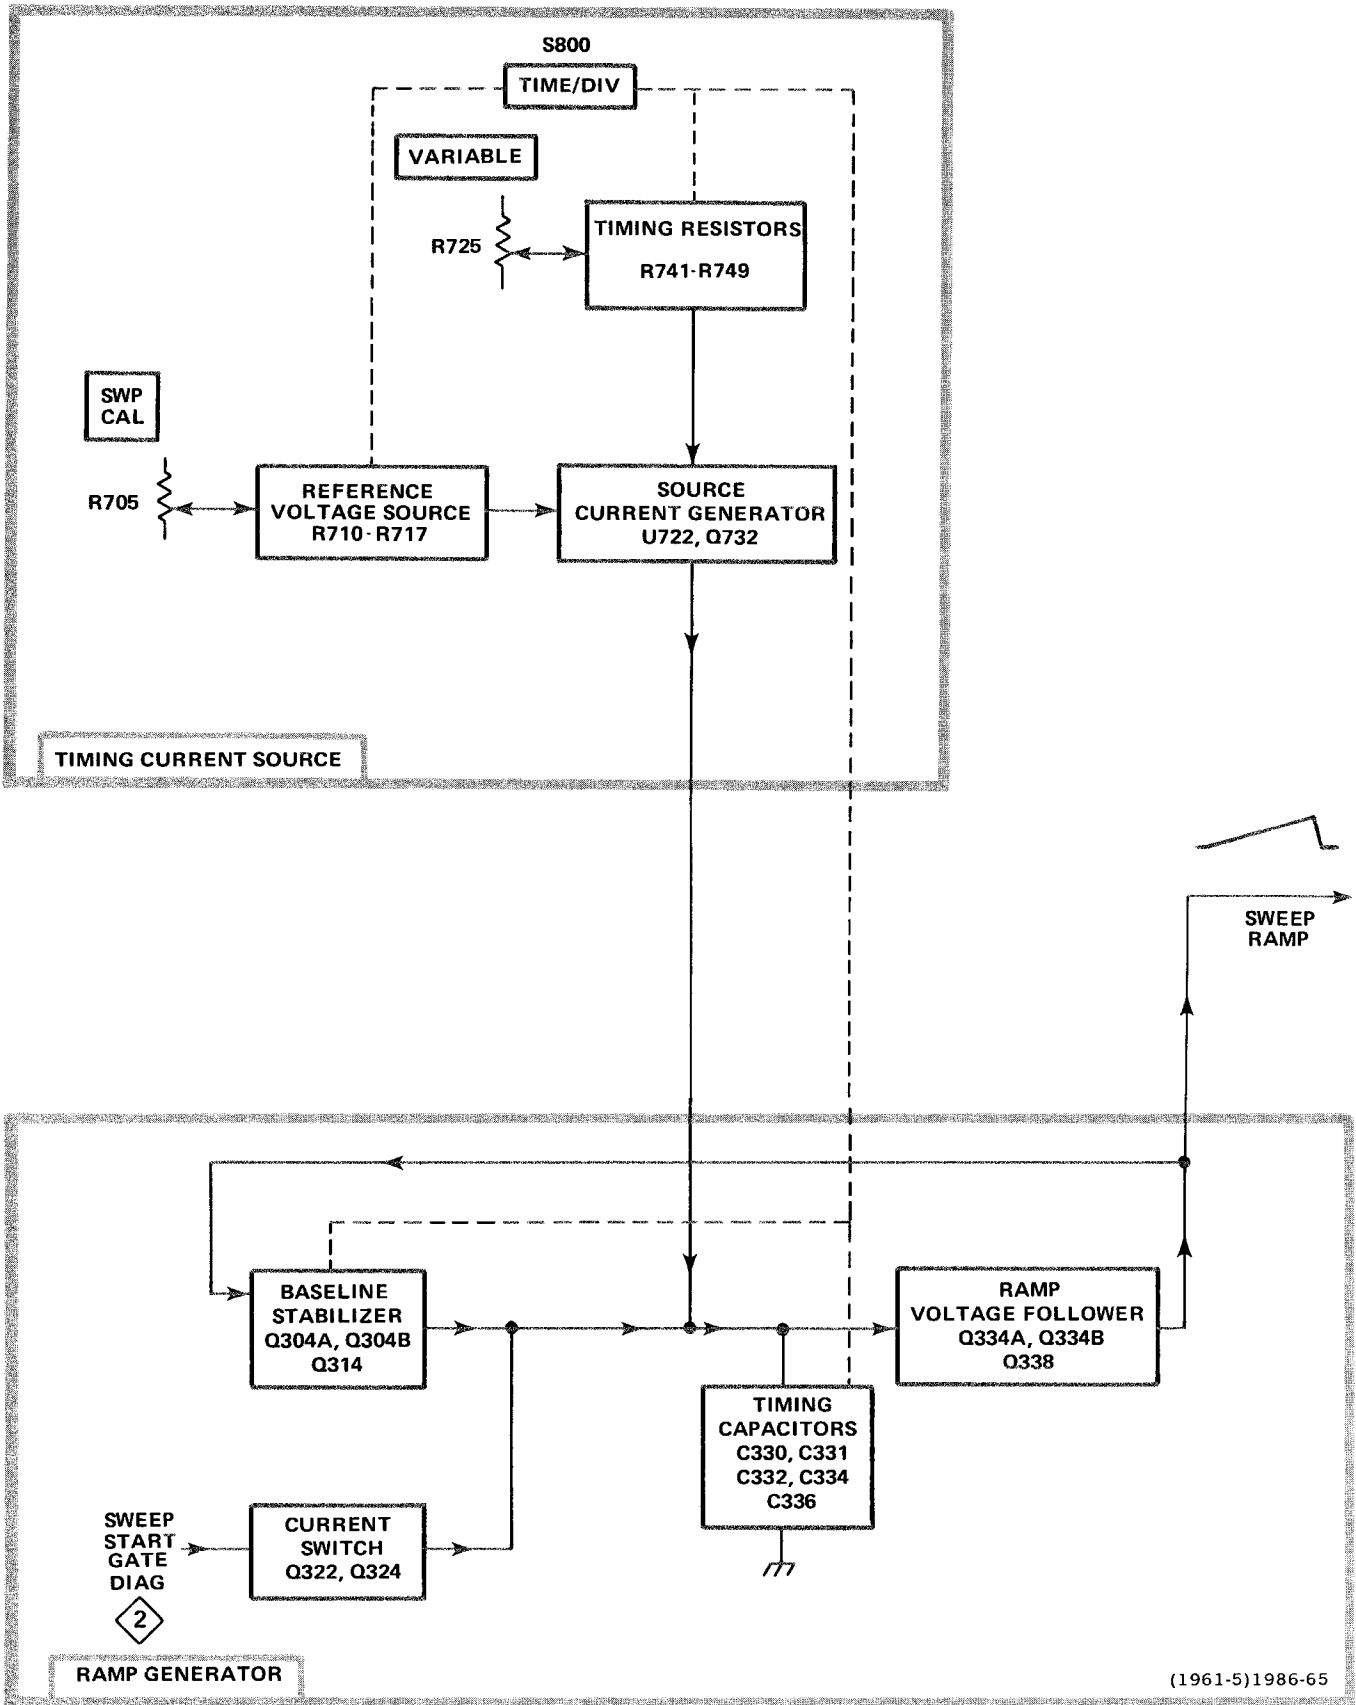 S800
TIME/DIV
VARIABLE
R725
TIMING RESISTORS
R741-R749
SWP
CAL
R705
REFERENCE
VOLTAGE SOURCE
R710-R717
SOURCE
CURRENT GENERATOR
U722, Q732
TIMING CURRENT SOURCE
SWEEP
RAMP
BASELINE
STABILIZER
Q304A, Q304B
Q314
RAMP
VOLTAGE FOLLOWER
Q334A, Q334B
Q338
TIMING
CAPACITORS
C330, C331
C332, C334
C336
SWEEP
START
GATE
DIAG
2
CURRENT
SWITCH
Q322, Q324
RAMP GENERATOR
(1961-5)1986-65